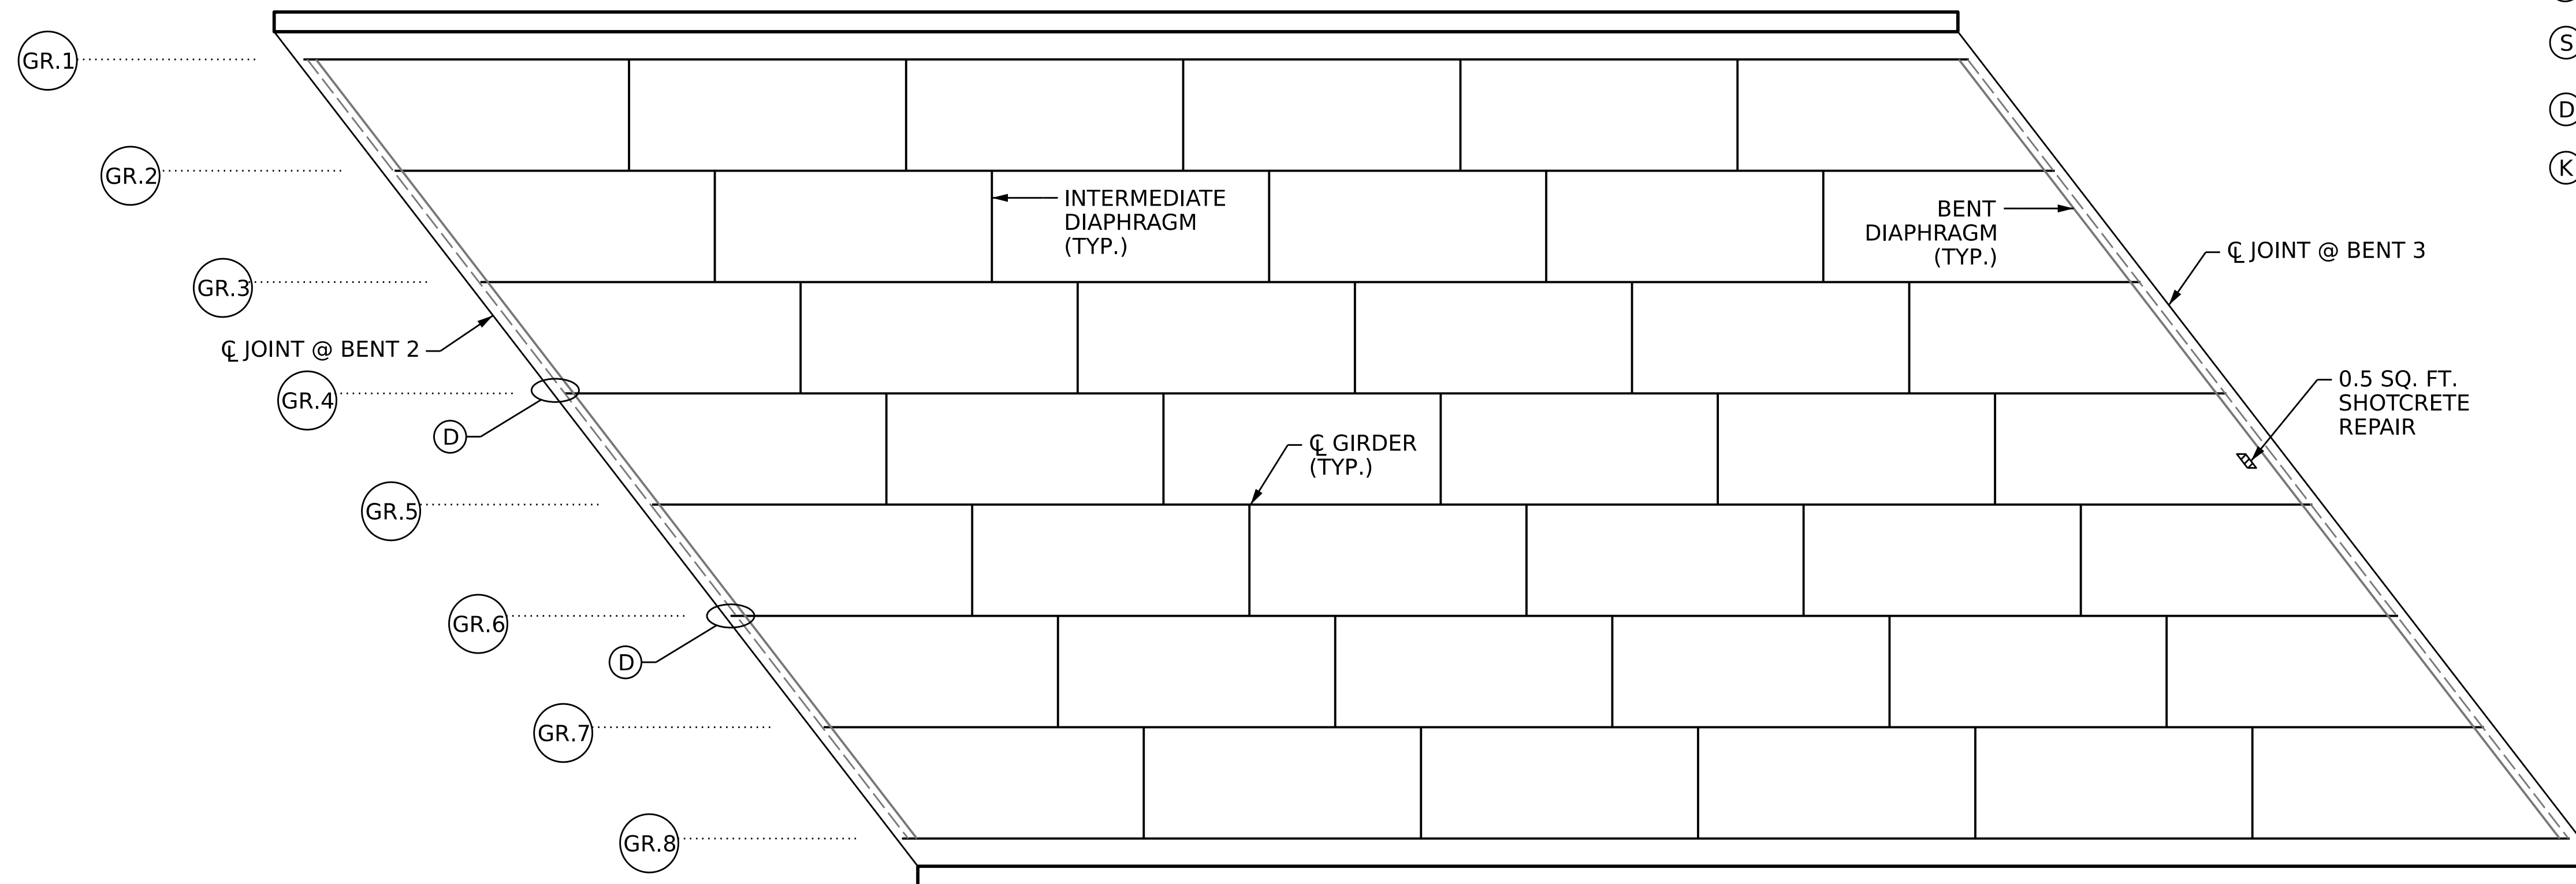 GR.1
S
D
K
GR.2
INTERMEDIATE
DIAPHRAGM
(TYP.)
BENT
DIAPHRAGM
(TYP.)
℄ JOINT @ BENT 3
GR.3
℄ JOINT @ BENT 2
0.5 SQ. FT.
SHOTCRETE
REPAIR
GR.4
D
℄ GIRDER
(TYP.)
GR.5
GR.6
D
GR.7
GR.8